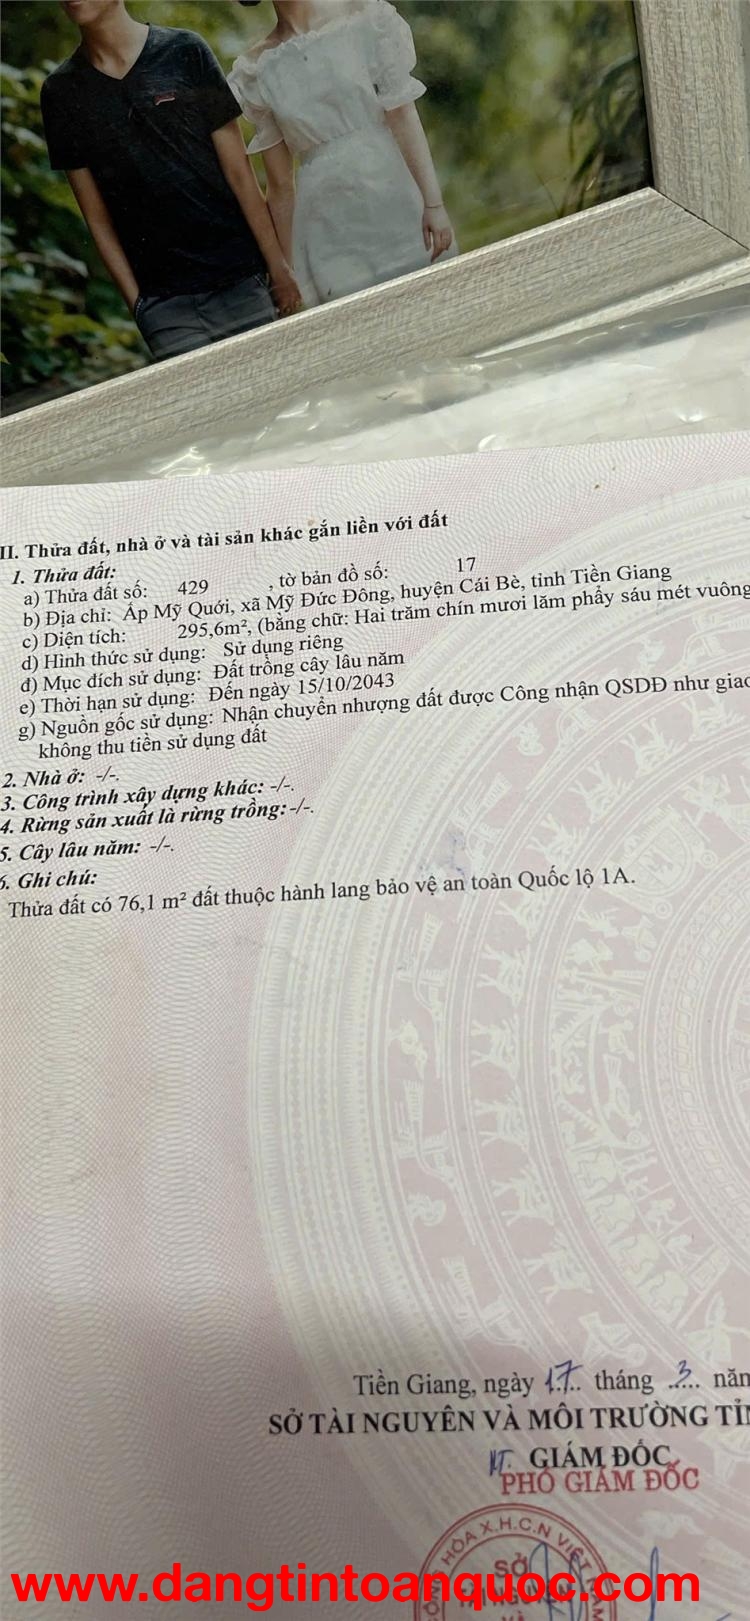 II. Thửa đất, nhà ở và tài sản khác gắn liền với đất
1. Thửa đất:
a) Thửa đất số: 429 , tờ bản đồ số: 17
b) Địa chỉ: Ấp Mỹ Quới, xã Mỹ Đức Đông, huyện Cái Bè, tỉnh Tiền Giang
c) Diện tích: 295,6m², (bằng chữ: Hai trăm chín mươi lăm phẩy sáu mét vuông
d) Hình thức sử dụng: Sử dụng riêng
đ) Mục đích sử dụng: Đất trồng cây lâu năm
e) Thời hạn sử dụng: Đến ngày 15/10/2043
g) Nguồn gốc sử dụng: Nhận chuyển nhượng đất được Công nhận QSDĐ như giao
không thu tiền sử dụng đất
2. Nhà ở: -/-.
3. Công trình xây dựng khác: -/-.
4. Rừng sản xuất là rừng trồng: -/-.
5. Cây lâu năm: -/-.
6. Ghi chú:
Thửa đất có 76,1 m² đất thuộc hành lang bảo vệ an toàn Quốc lộ 1A.
Tiền Giang, ngày 17 tháng 3 năm
SỞ TÀI NGUYÊN VÀ MÔI TRƯỜNG TỈN
KT. GIÁM ĐỐC
PHÓ GIÁM ĐỐC
HÒA X.H.C.N VIỆT NAM
SỞ
www.dangtintoanquoc.com